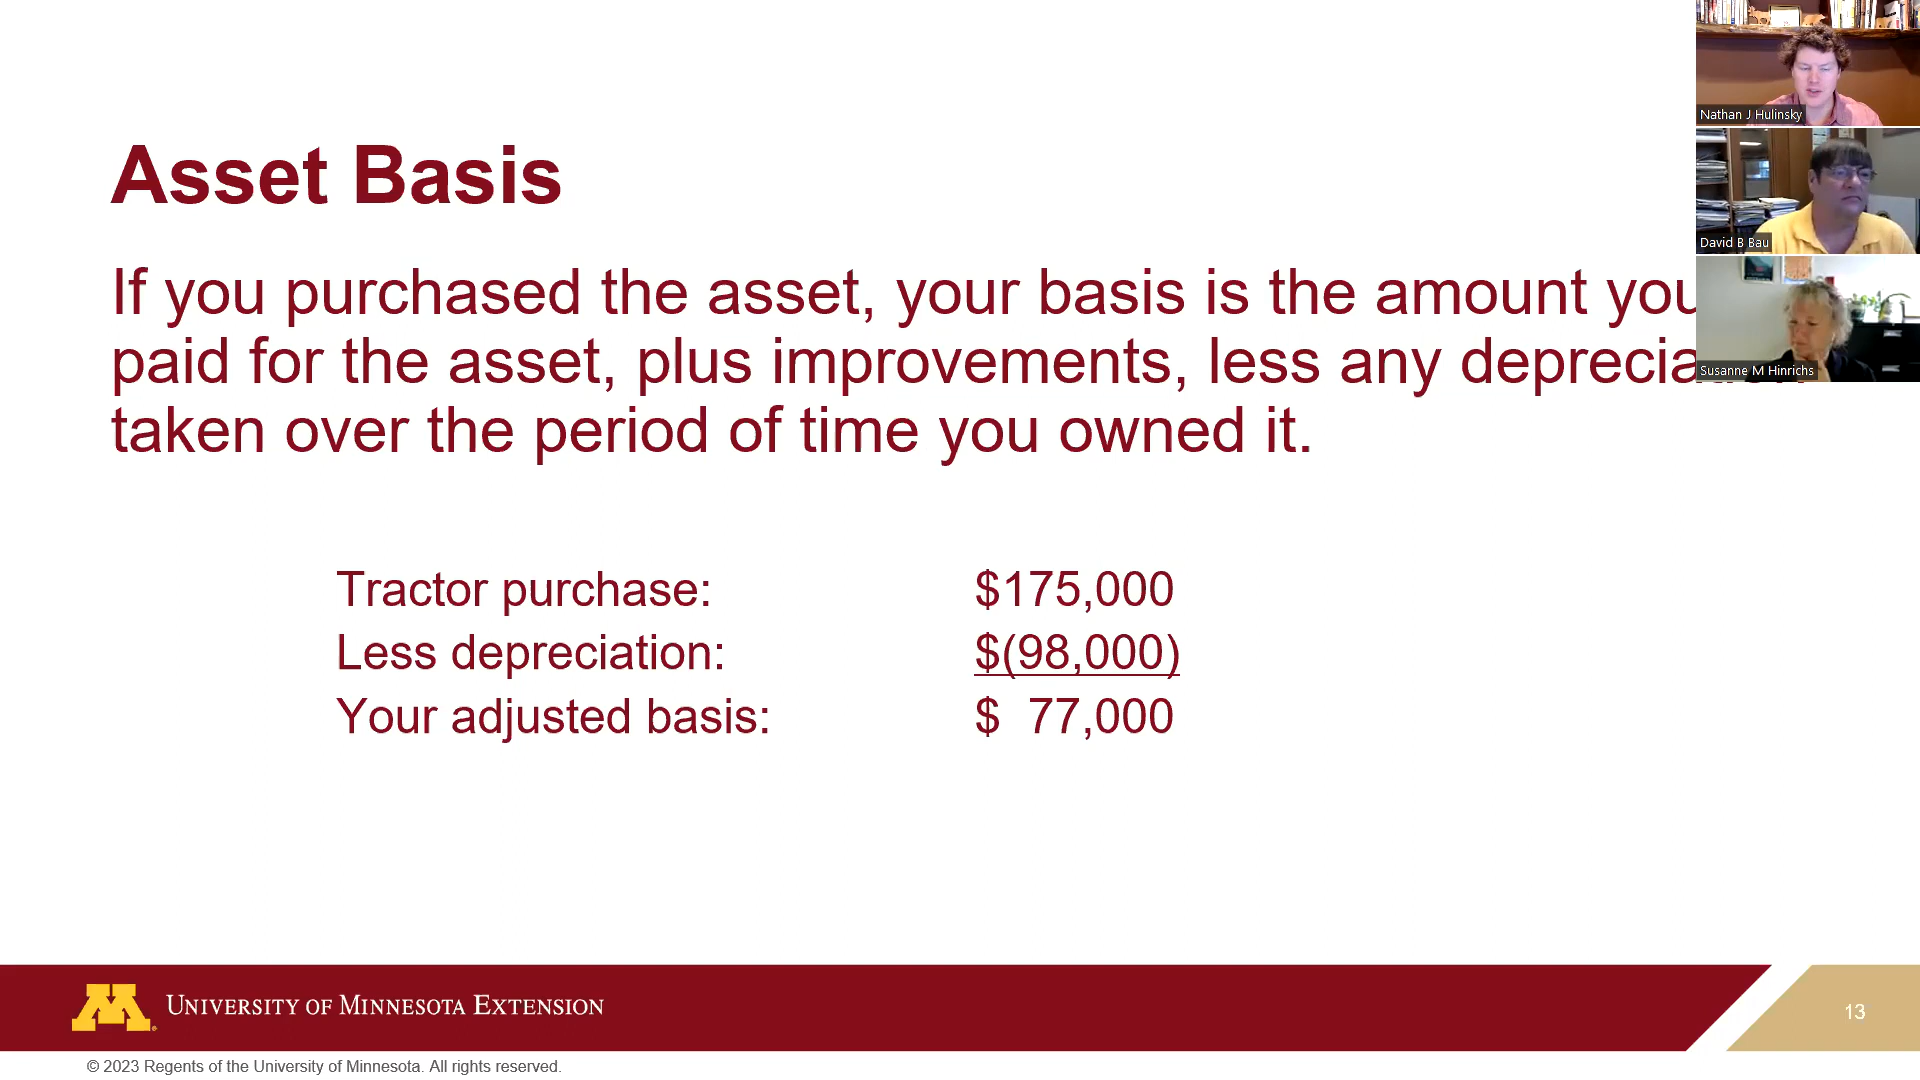 Asset Basis
If you purchased the asset, your basis is the amount you
paid for the asset, plus improvements, less any
taken over the period of time you owned it.
Tractor purchase: $175,000
Less depreciation: $(98,000)
Your adjusted basis: $ 77,000
Nathan J Hulinsky
David B Bau
Susanne M Hinrichs
M
UNIVERSITY OF MINNESOTA EXTENSION
13
© 2023 Regents of the University of Minnesota. All rights reserved.